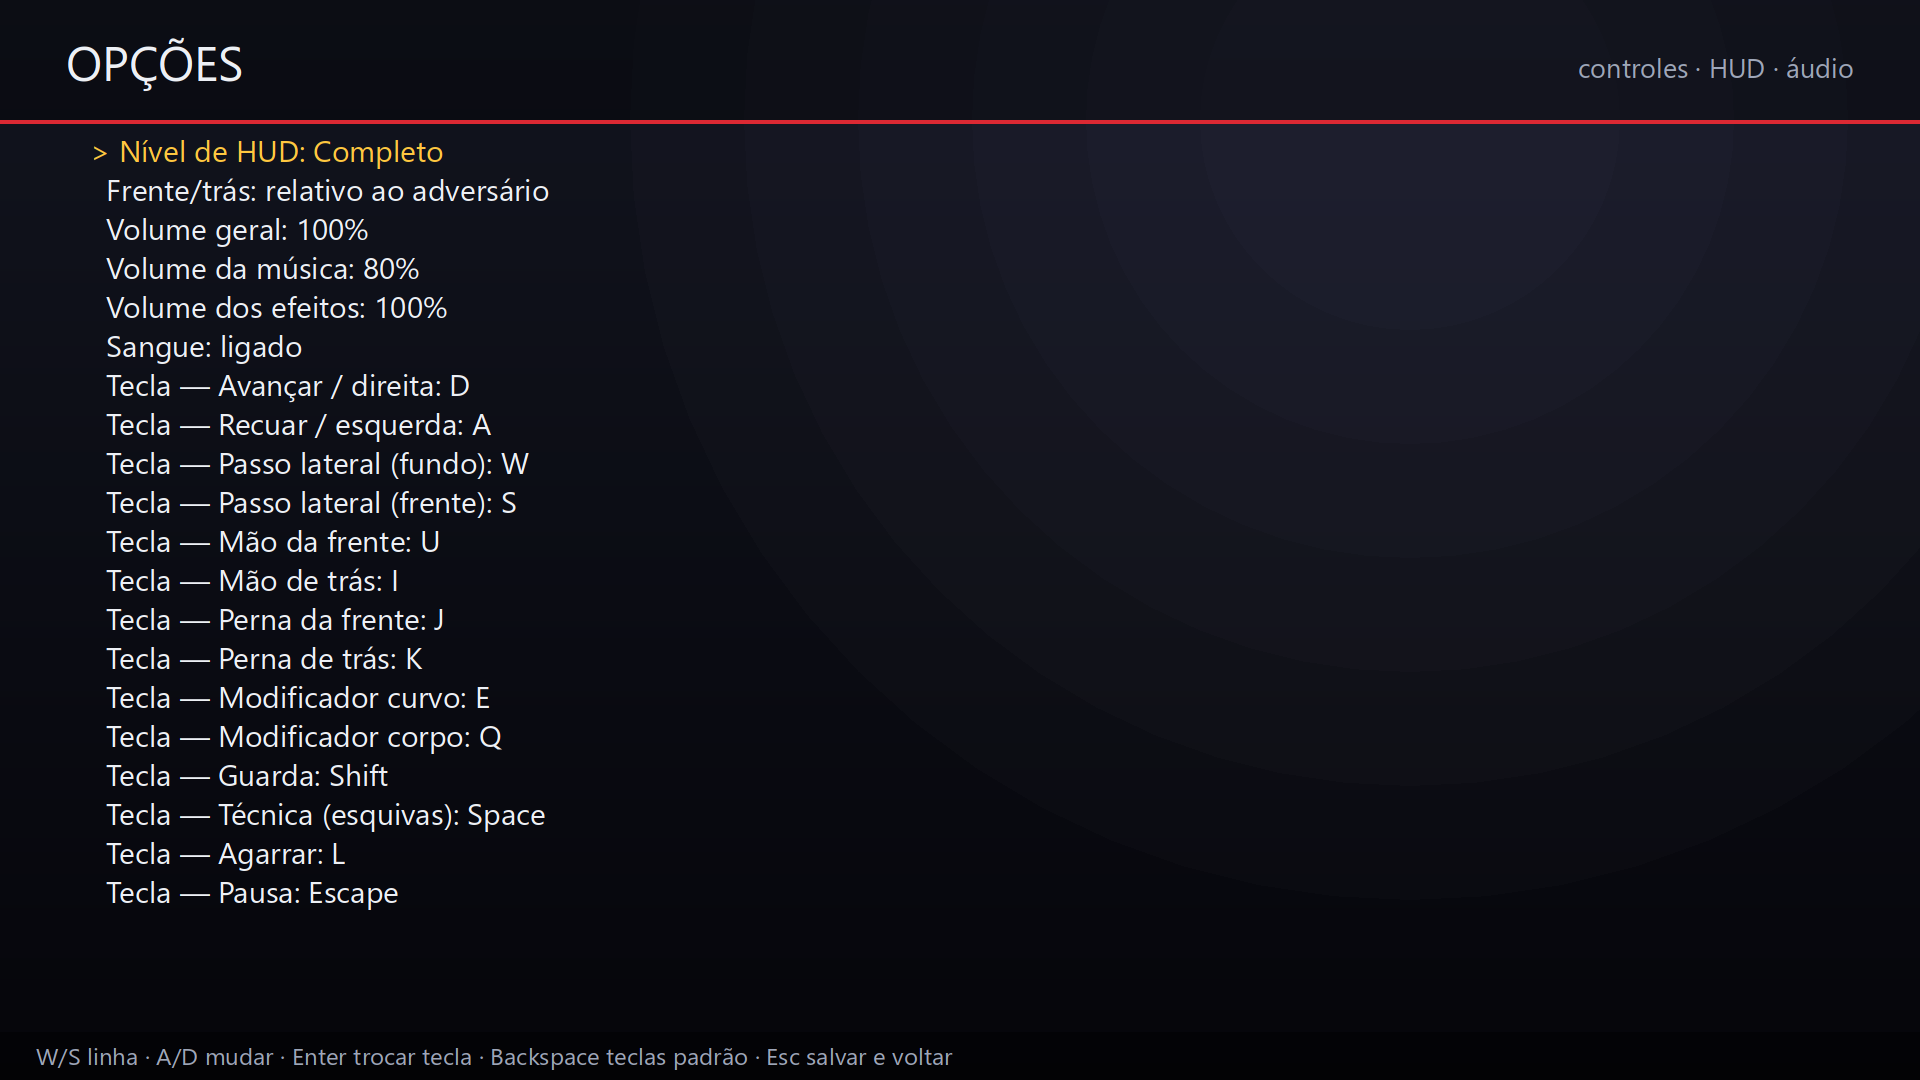 OPÇÕES
controles · HUD · áudio
> Nível de HUD: Completo
Frente/trás: relativo ao adversário
Volume geral: 100%
Volume da música: 80%
Volume dos efeitos: 100%
Sangue: ligado
Tecla — Avançar / direita: D
Tecla — Recuar / esquerda: A
Tecla — Passo lateral (fundo): W
Tecla — Passo lateral (frente): S
Tecla — Mão da frente: U
Tecla — Mão de trás: I
Tecla — Perna da frente: J
Tecla — Perna de trás: K
Tecla — Modificador curvo: E
Tecla — Modificador corpo: Q
Tecla — Guarda: Shift
Tecla — Técnica (esquivas): Space
Tecla — Agarrar: L
Tecla — Pausa: Escape
W/S linha · A/D mudar · Enter trocar tecla · Backspace teclas padrão · Esc salvar e voltar